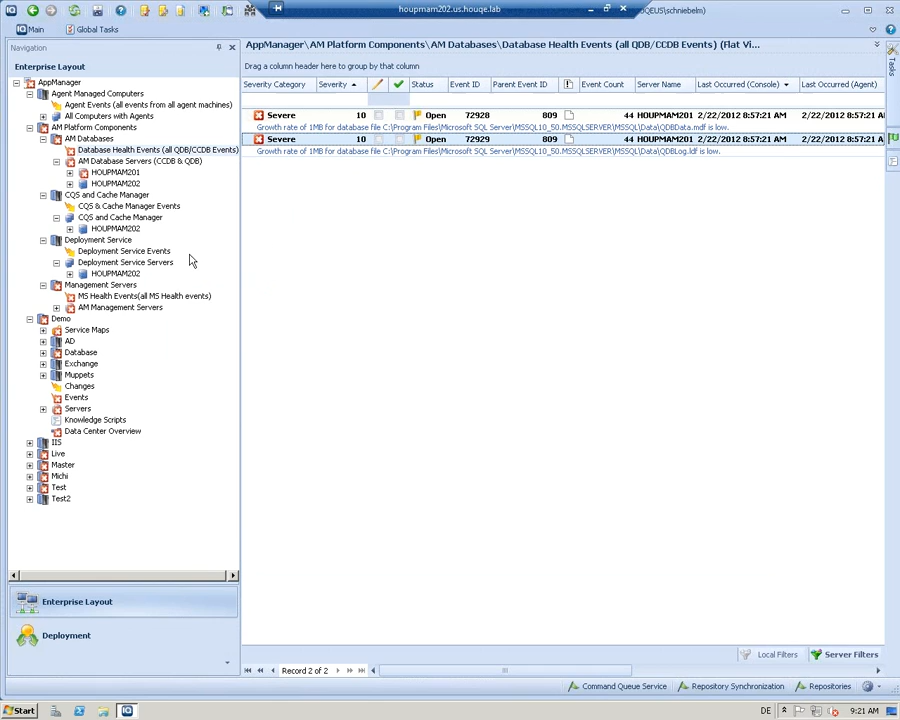 houpmam202.us.houqe.lab
QEUS\schniebelm)
Main
Global Tasks
Navigation
Enterprise Layout
AppManager
Agent Managed Computers
Agent Events (all events from all agent machines)
All Computers with Agents
AM Platform Components
AM Databases
Database Health Events (all QDB/CCDB Events)
AM Database Servers (CCDB & QDB)
HOUPMAM201
HOUPMAM202
CQS and Cache Manager
CQS & Cache Manager Events
CQS and Cache Manager
HOUPMAM202
Deployment Service
Deployment Service Events
Deployment Service Servers
HOUPMAM202
Management Servers
MS Health Events(all MS Health events)
AM Management Servers
Demo
Service Maps
AD
Database
Exchange
Muppets
Changes
Events
Servers
Knowledge Scripts
Data Center Overview
IIS
Live
Master
Michi
Test
Test2
Enterprise Layout
Deployment
AppManager\AM Platform Components\AM Databases\Database Health Events (all QDB/CCDB Events) (Flat Vi...
Drag a column header here to group by that column
Severity Category Severity Status Event ID Parent Event ID Event Count Server Name Last Occurred (Console) Last Occurred (Agent)
Severe 10 Open 72928 809 44 HOUPMAM201 2/22/2012 8:57:21 AM 2/22/2012 8:57:21 A
Growth rate of 1MB for database file C:\Program Files\Microsoft SQL Server\MSSQL10_50.MSSQLSERVER\MSSQL\Data\QDBData.mdf is low.
Severe 10 Open 72929 809 44 HOUPMAM201 2/22/2012 8:57:21 AM 2/22/2012 8:57:21 A
Growth rate of 1MB for database file C:\Program Files\Microsoft SQL Server\MSSQL10_50.MSSQLSERVER\MSSQL\Data\QDBLog.ldf is low.
Tasks
Record 2 of 2
Local Filters
Server Filters
Command Queue Service
Repository Synchronization
Repositories
Start
DE
9:21 AM